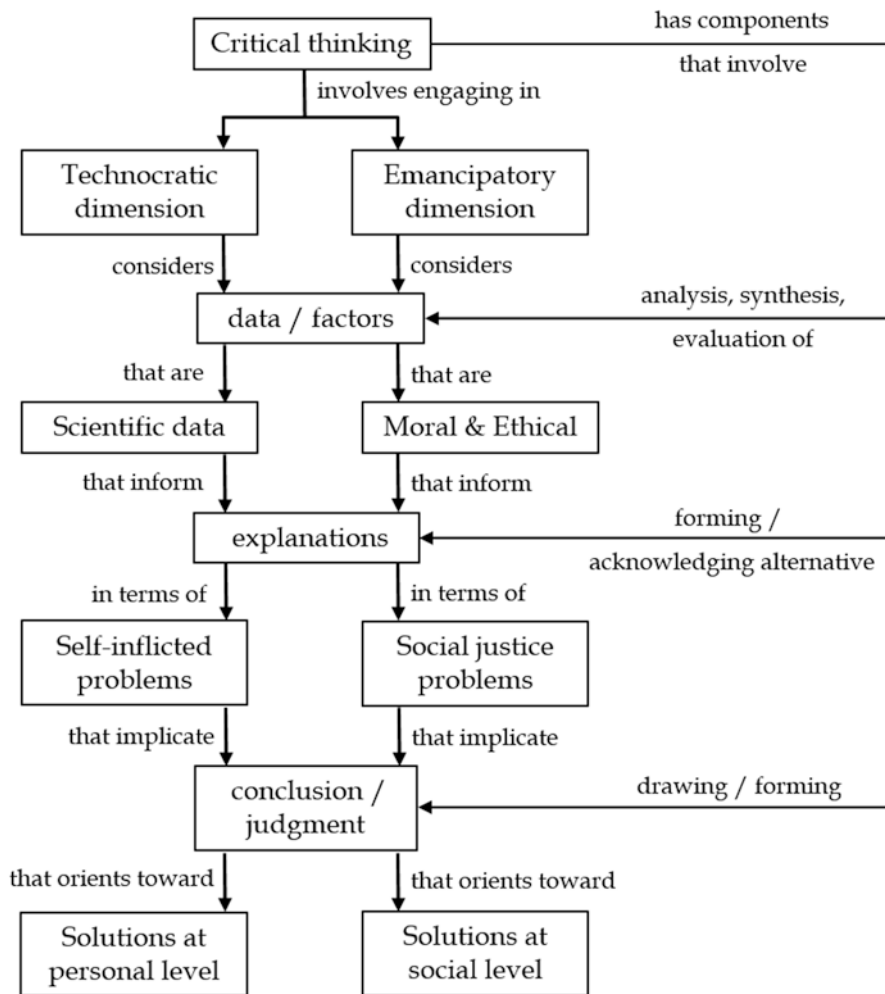 Critical thinking
has components
that involve
involves engaging in
Technocratic
dimension
Emancipatory
dimension
considers
considers
data / factors
analysis, synthesis,
evaluation of
that are
that are
Scientific data
Moral & Ethical
that inform
that inform
explanations
forming /
acknowledging alternative
in terms of
in terms of
Self-inflicted
problems
Social justice
problems
that implicate
that implicate
conclusion /
judgment
drawing / forming
that orients toward
that orients toward
Solutions at
personal level
Solutions at
social level